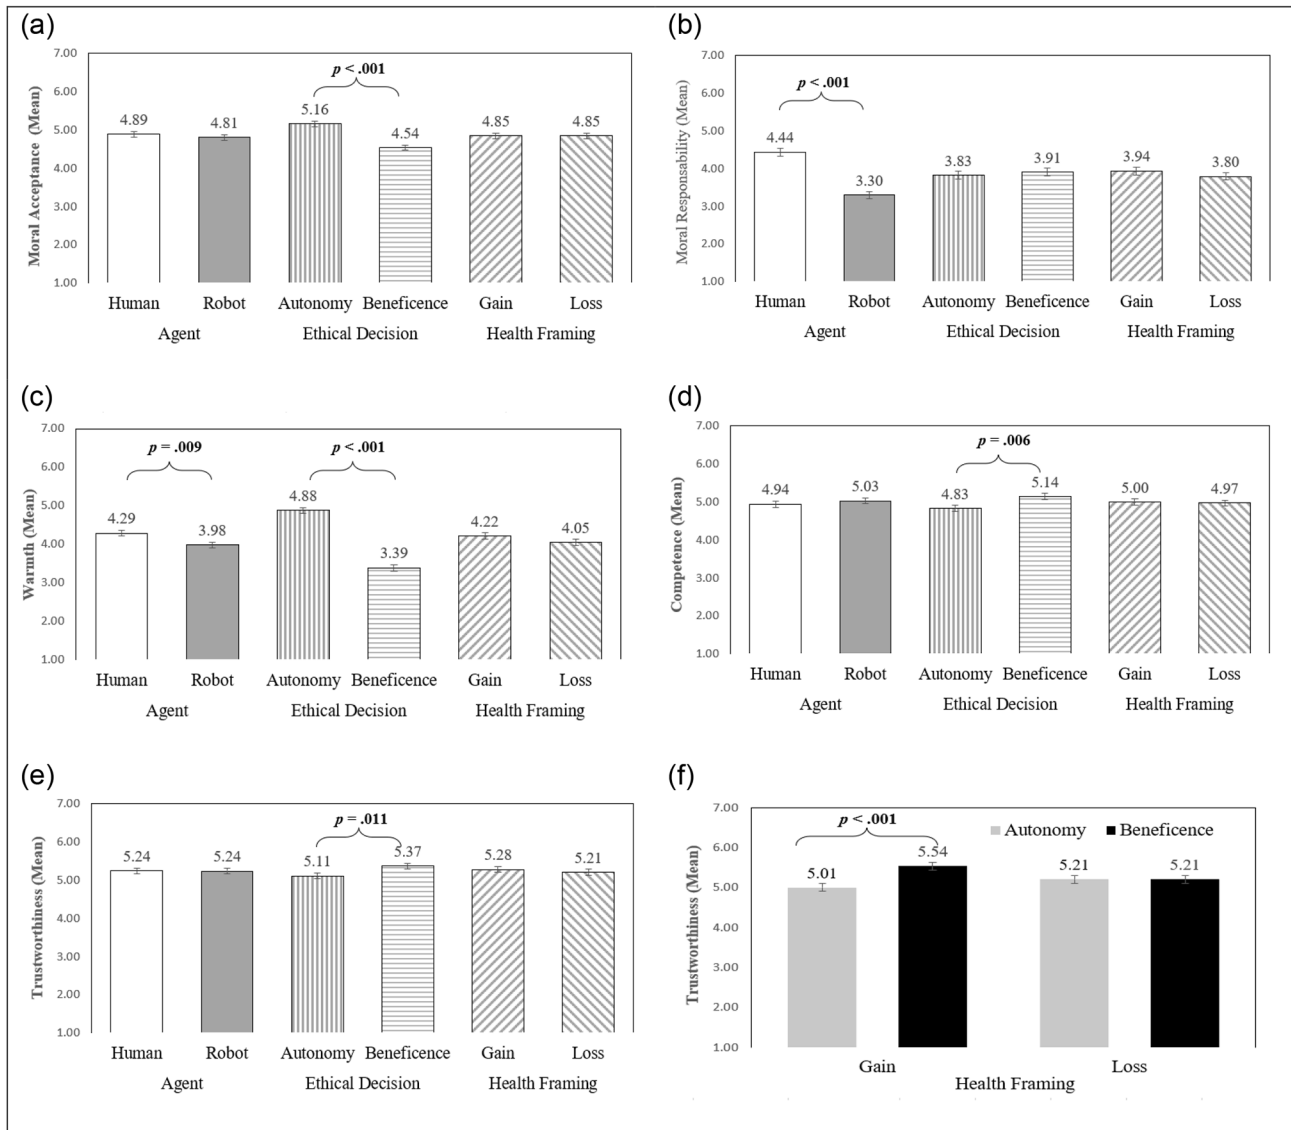 (a)
7.00
6.00
5.00
4.00
3.00
2.00
1.00
Moral Acceptance (Mean)
p < .001
4.89
4.81
5.16
4.54
4.85
4.85
Human Robot Autonomy Beneficence Gain Loss
Agent Ethical Decision Health Framing
(b)
7.00
6.00
5.00
4.00
3.00
2.00
1.00
Moral Responsability (Mean)
p < .001
4.44
3.30
3.83
3.91
3.94
3.80
Human Robot Autonomy Beneficence Gain Loss
Agent Ethical Decision Health Framing
(c)
7.00
6.00
5.00
4.00
3.00
2.00
1.00
Warmth (Mean)
p = .009
p < .001
4.29
3.98
4.88
3.39
4.22
4.05
Human Robot Autonomy Beneficence Gain Loss
Agent Ethical Decision Health Framing
(d)
7.00
6.00
5.00
4.00
3.00
2.00
1.00
Competence (Mean)
p = .006
4.94
5.03
4.83
5.14
5.00
4.97
Human Robot Autonomy Beneficence Gain Loss
Agent Ethical Decision Health Framing
(e)
7.00
6.00
5.00
4.00
3.00
2.00
1.00
Trustworthiness (Mean)
p = .011
5.24
5.24
5.11
5.37
5.28
5.21
Human Robot Autonomy Beneficence Gain Loss
Agent Ethical Decision Health Framing
(f)
7.00
6.00
5.00
4.00
3.00
2.00
1.00
Trustworthiness (Mean)
p < .001
Autonomy Beneficence
5.01
5.54
5.21
5.21
Gain Loss
Health Framing